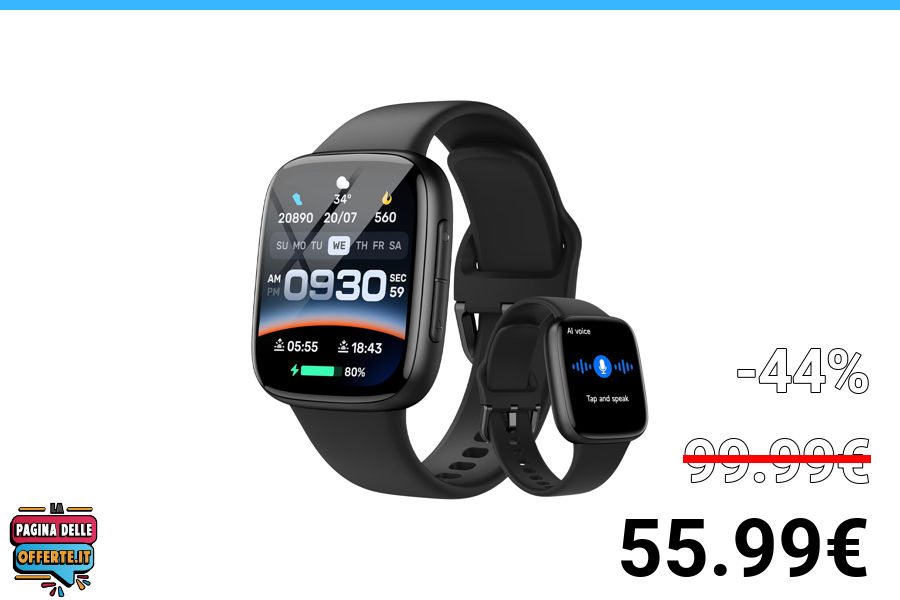 34°
20890 20/07 560
SU MO TU WE TH FR SA
AM
PM
0930
SEC
59
05:55 18:43
80%
AI voice
Tap and speak
-44%
99.99€
55.99€
LA
PAGINA DELLE
OFFERTE.IT